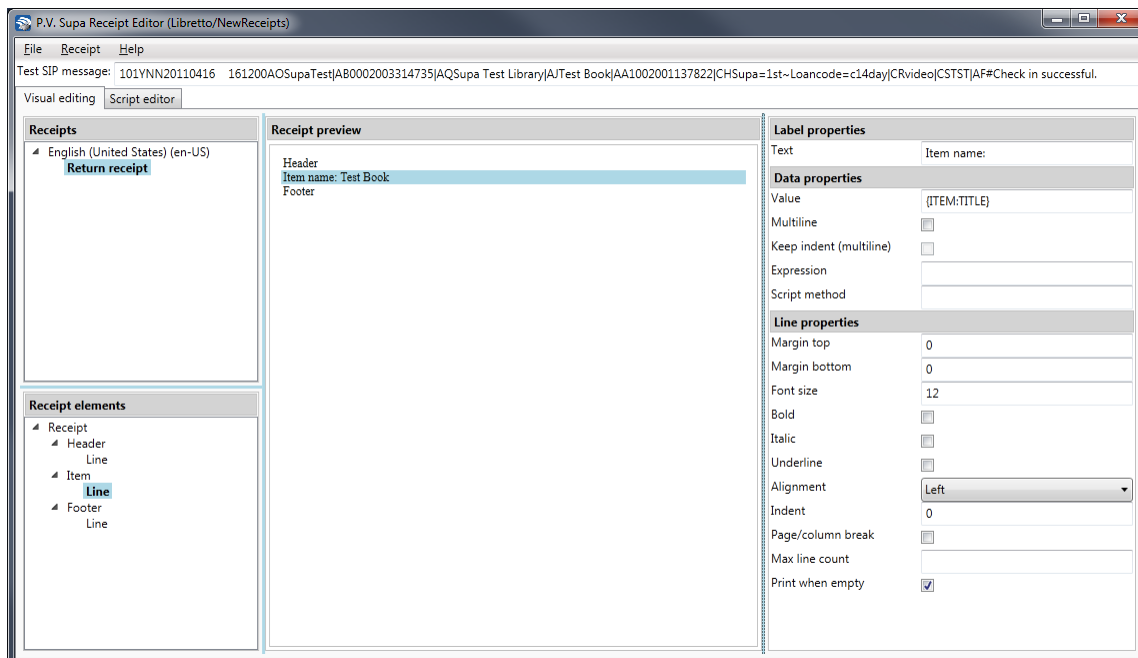 P.V. Supa Receipt Editor (Libretto/NewReceipts)
File Receipt Help
Test SIP message: 101YNN20110416    161200AOSupaTest|AB0002003314735|AQSupa Test Library|AJTest Book|AA1002001137822|CHSupa=1st~Loancode=c14day|CRvideo|CSTST|AF#Check in successful.
Visual editing Script editor
Receipts
English (United States) (en-US)
Return receipt
Receipt elements
Receipt
Header
Line
Item
Line
Footer
Line
Receipt preview
Header
Item name: Test Book
Footer
Label properties
Text Item name:
Data properties
Value {ITEM:TITLE}
Multiline
Keep indent (multiline)
Expression
Script method
Line properties
Margin top 0
Margin bottom 0
Font size 12
Bold
Italic
Underline
Alignment Left
Indent 0
Page/column break
Max line count
Print when empty